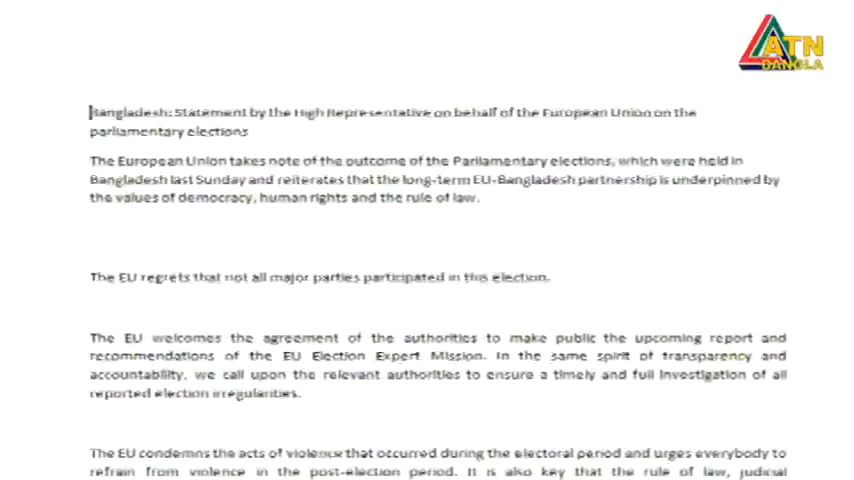 ATN
BANGLA
Bangladesh: Statement by the High Representative on behalf of the European Union on the
parliamentary elections
The European Union takes note of the outcome of the Parliamentary elections, which were held in
Bangladesh last Sunday and reiterates that the long-term EU-Bangladesh partnership is underpinned by
the values of democracy, human rights and the rule of law.
The EU regrets that not all major parties participated in this election.
The EU welcomes the agreement of the authorities to make public the upcoming report and
recommendations of the EU Election Expert Mission. In the same spirit of transparency and
accountability, we call upon the relevant authorities to ensure a timely and full investigation of all
reported election irregularities.
The EU condemns the acts of violence that occurred during the electoral period and urges everybody to
refrain from violence in the post-election period. It is also key that the rule of law, judicial